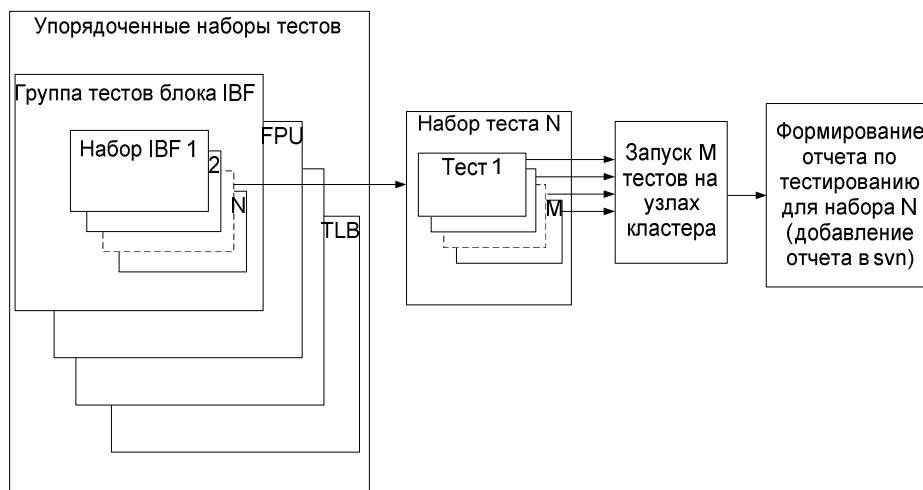 Упорядоченные наборы тестов
Группа тестов блока IBF
Набор IBF 1
2
N
FPU
TLB
Набор теста N
Тест 1
M
Запуск М
тестов на
узлах
кластера
Формирование
отчета по
тестированию
для набора N
(добавление
отчета в svn)